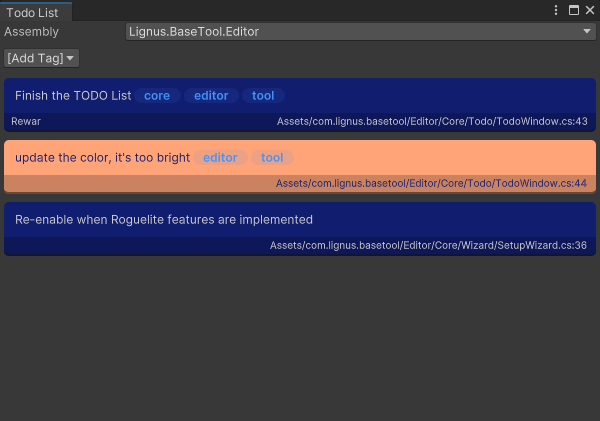 Todo List
Assembly Lignus.BaseTool.Editor
[Add Tag]
Finish the TODO List core editor tool
Rewar Assets/com.lignus.basetool/Editor/Core/Todo/TodoWindow.cs:43
update the color, it's too bright editor tool
Assets/com.lignus.basetool/Editor/Core/Todo/TodoWindow.cs:44
Re-enable when Roguelite features are implemented
Assets/com.lignus.basetool/Editor/Core/Wizard/SetupWizard.cs:36